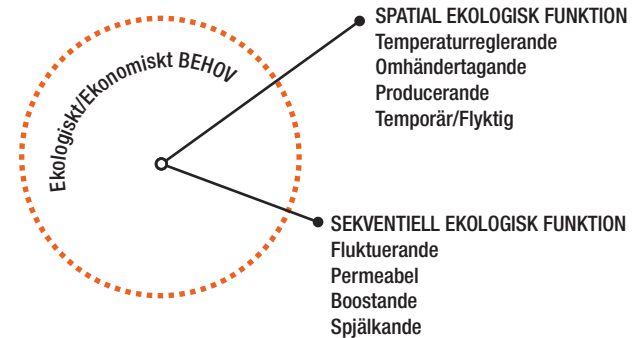 Ekologiskt/Ekonomiskt BEHOV
SPATIAL EKOLOGISK FUNKTION
Temperaturreglerande
Omhändertagande
Producerande
Temporär/Flyktig
SEKVENTIELL EKOLOGISK FUNKTION
Fluktuerande
Permeabel
Boostande
Spjälkande